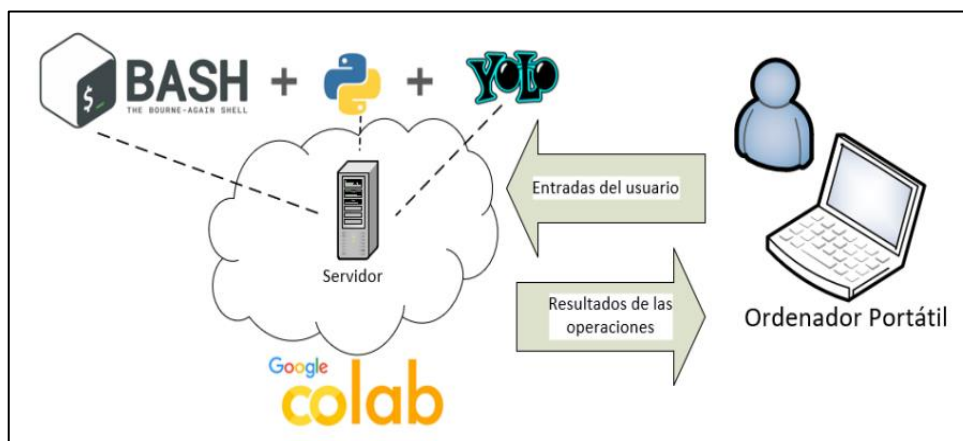 BASH
THE BOURNE-AGAIN SHELL
$_
+
+
YOLO
Entradas del usuario
Servidor
Resultados de las
operaciones
Ordenador Portátil
Google
colab